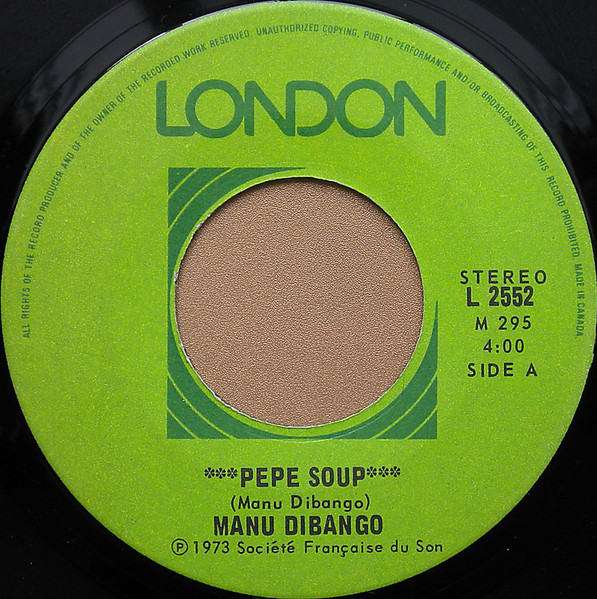 ALL RIGHTS OF THE RECORD PRODUCER AND OF THE OWNER OF THE RECORDED WORK RESERVED. UNAUTHORIZED COPYING, PUBLIC PERFORMANCE AND/OR BROADCASTING OF THIS RECORD PROHIBITED. MADE IN CANADA
LONDON
STEREO
L 2552
M 295
4:00
SIDE A
***PEPE SOUP***
(Manu Dibango)
MANU DIBANGO
Ⓟ 1973 Société Française du Son